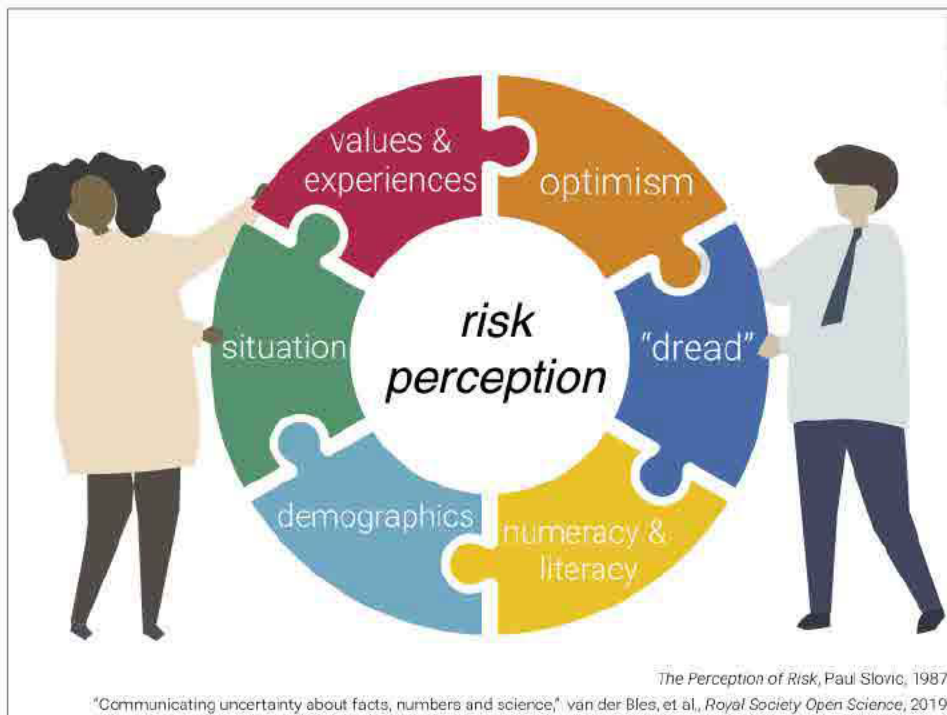 values &
experiences
optimism
situation
risk
perception
"dread"
demographics
numeracy &
literacy
The Perception of Risk, Paul Slovic, 1987
"Communicating uncertainty about facts, numbers and science," van der Bles, et al., Royal Society Open Science, 2019